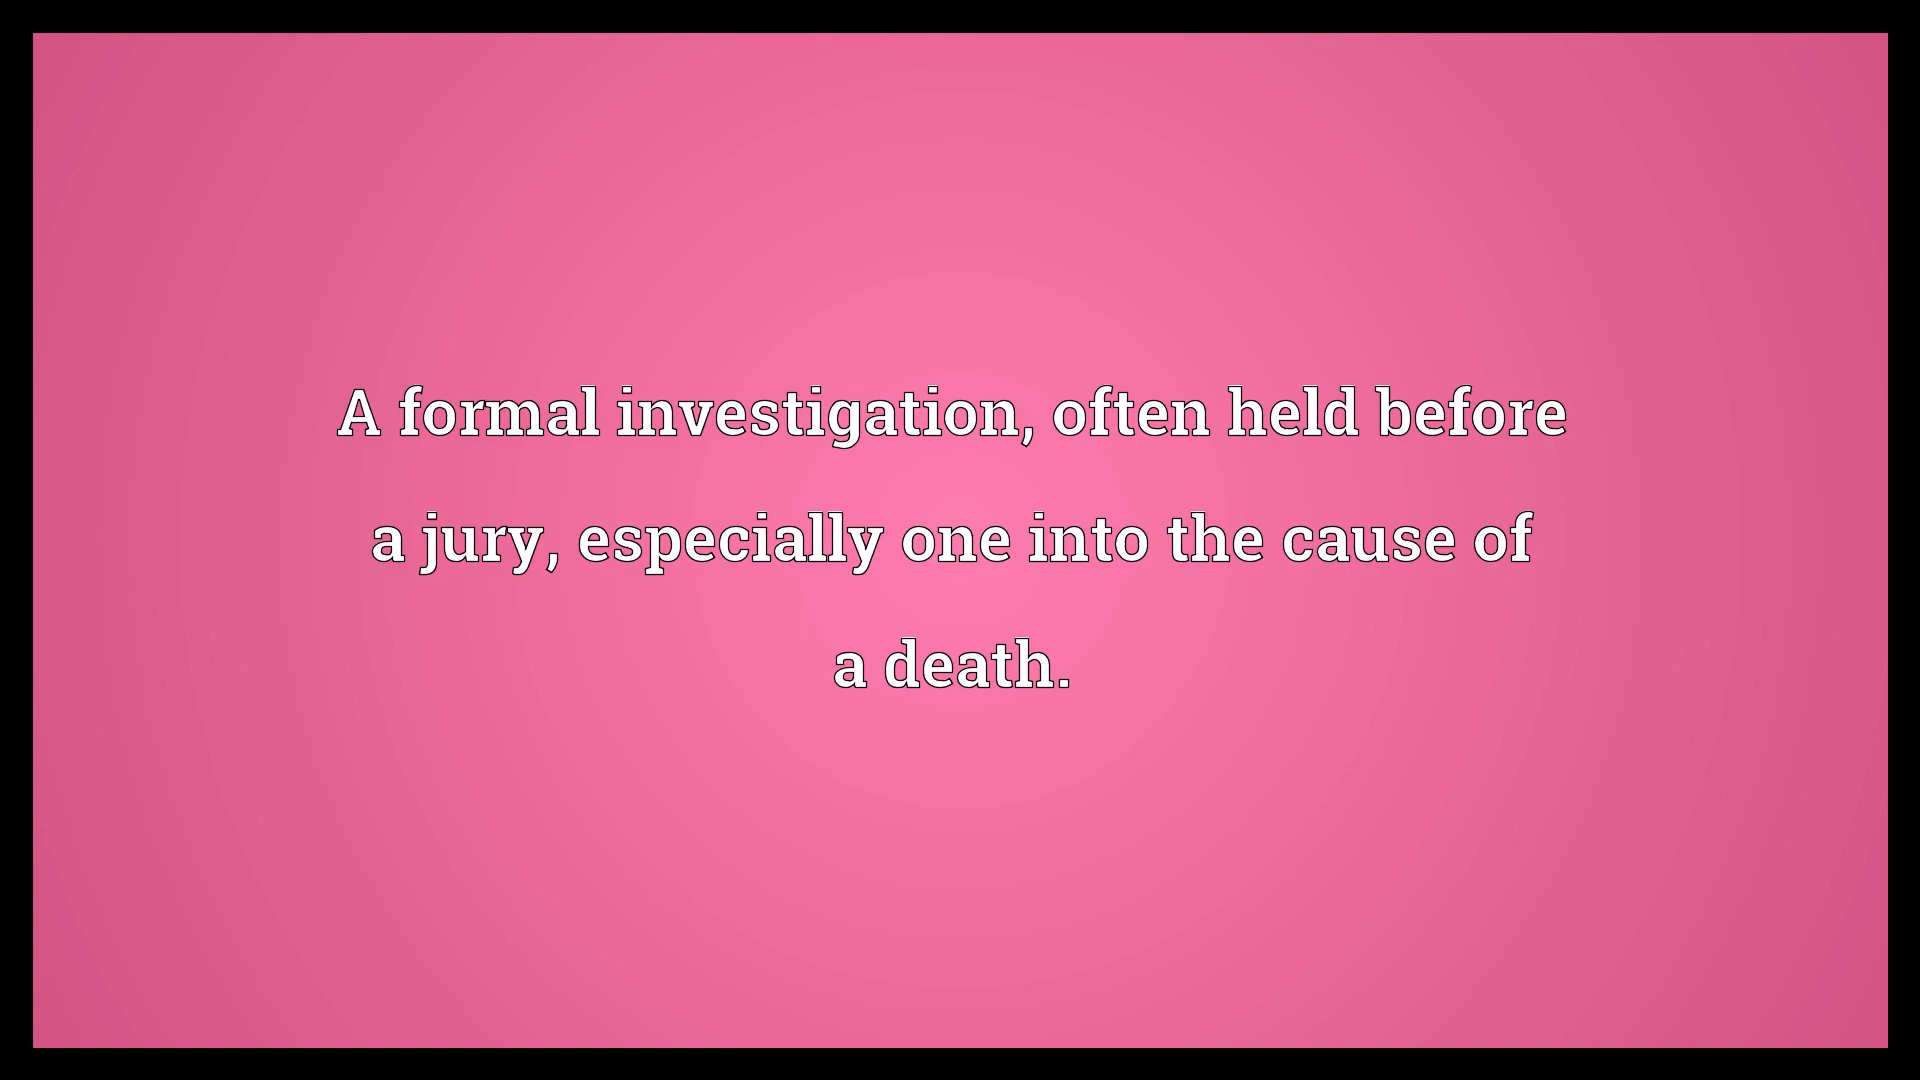 A formal investigation, often held before
a jury, especially one into the cause of
a death.